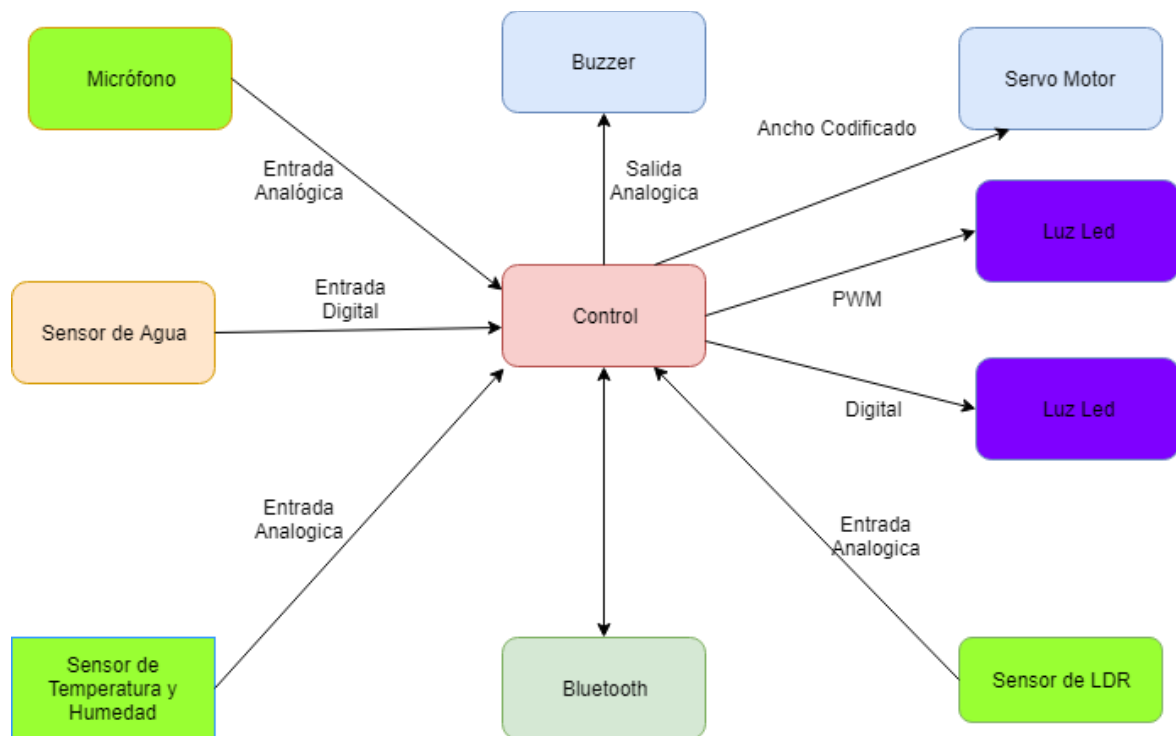 Micrófono
Buzzer
Servo Motor
Ancho Codificado
Entrada
Analógica
Salida
Analogica
Luz Led
Entrada
Digital
PWM
Sensor de Agua
Control
Digital
Luz Led
Entrada
Analogica
Entrada
Analogica
Sensor de
Temperatura y
Humedad
Bluetooth
Sensor de LDR